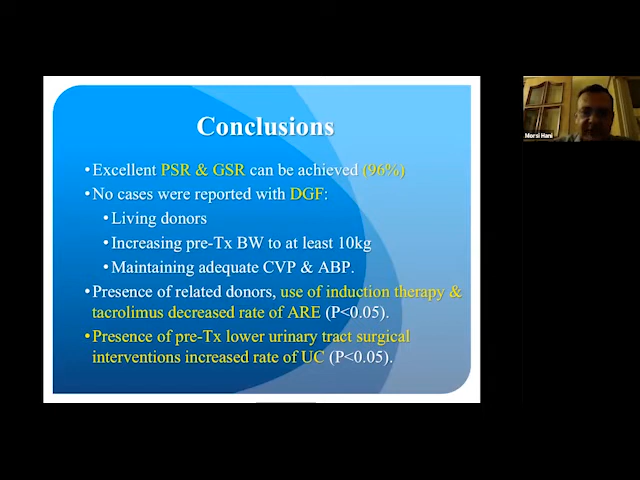 Conclusions
•Excellent PSR & GSR can be achieved (96%)
•No cases were reported with DGF:
•Living donors
•Increasing pre-Tx BW to at least 10kg
•Maintaining adequate CVP & ABP.
•Presence of related donors, use of induction therapy &
tacrolimus decreased rate of ARE (P<0.05).
•Presence of pre-Tx lower urinary tract surgical
interventions increased rate of UC (P<0.05).
Morsi Hani